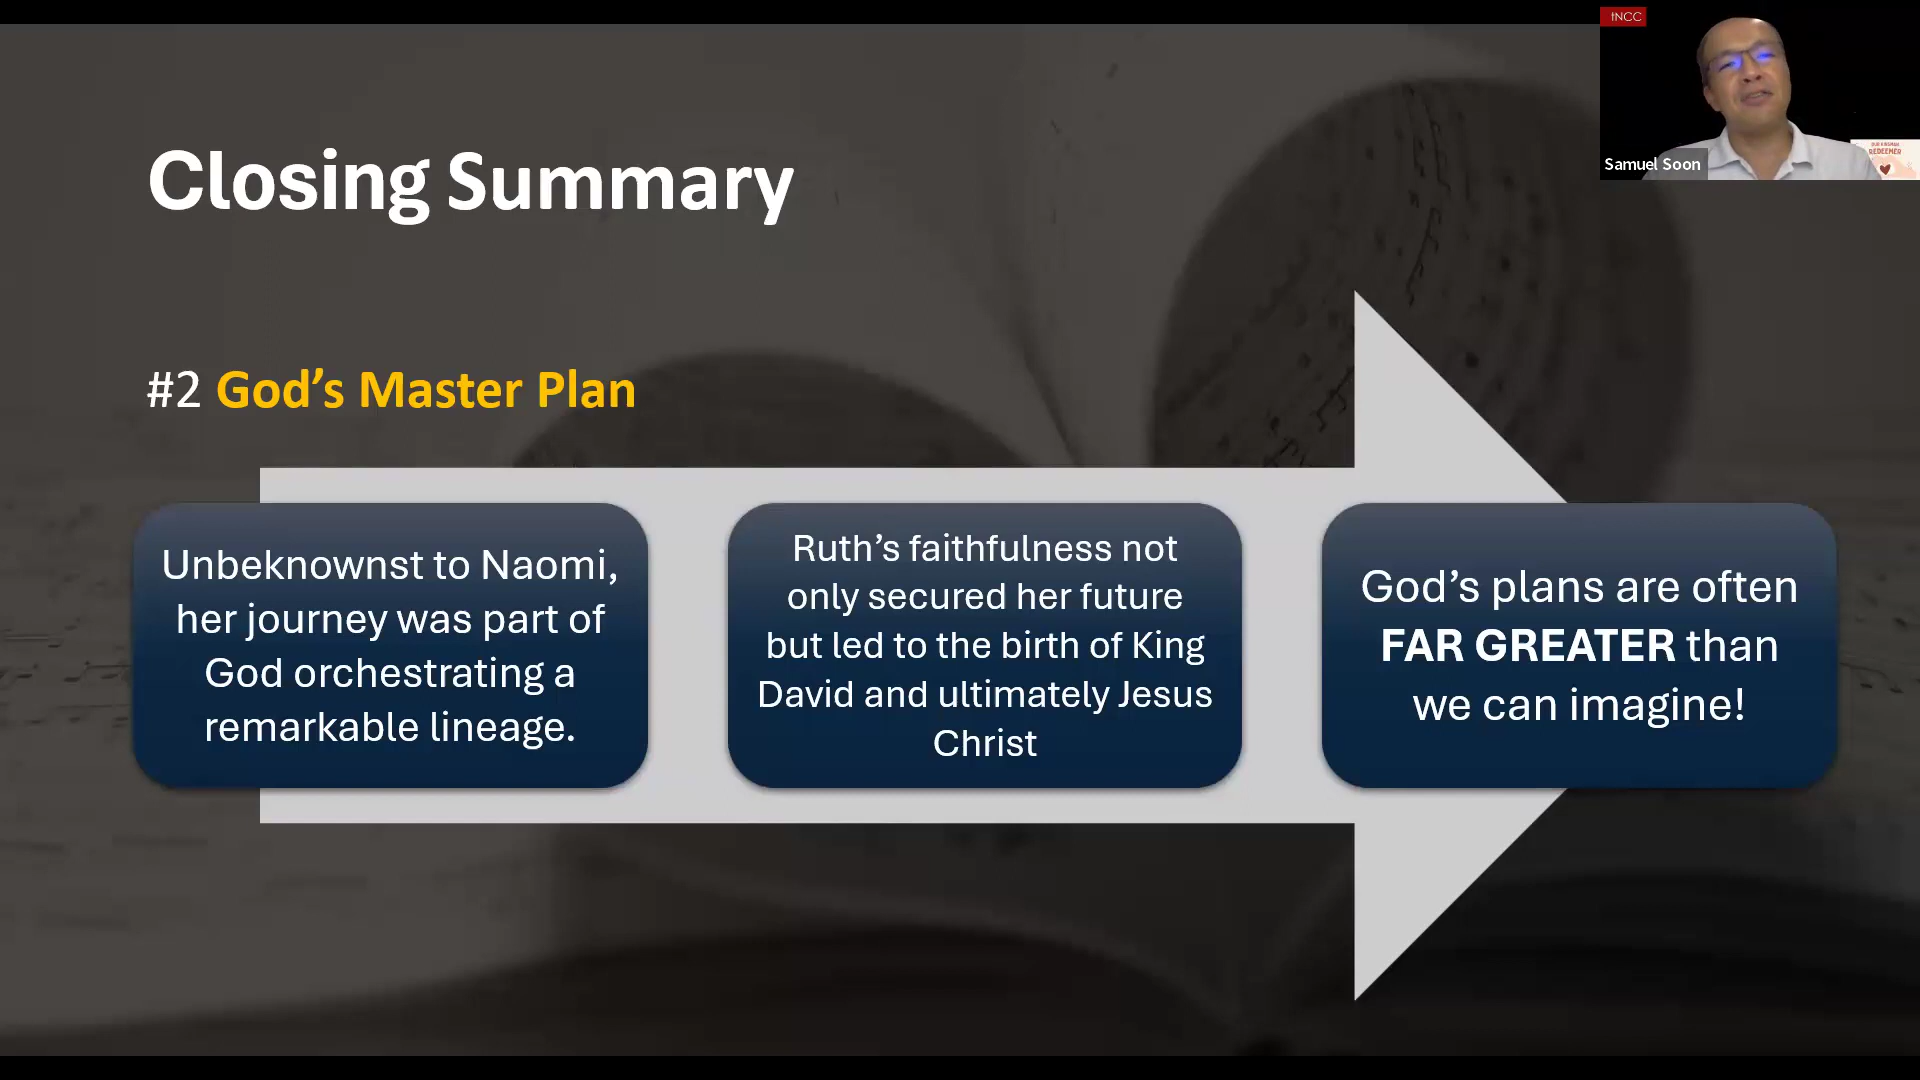 Closing Summary
#2 God's Master Plan
Unbeknownst to Naomi,
her journey was part of
God orchestrating a
remarkable lineage.
Ruth's faithfulness not
only secured her future
but led to the birth of King
David and ultimately Jesus
Christ
God's plans are often
FAR GREATER than
we can imagine!
tNCC
Samuel Soon
REDEEMER